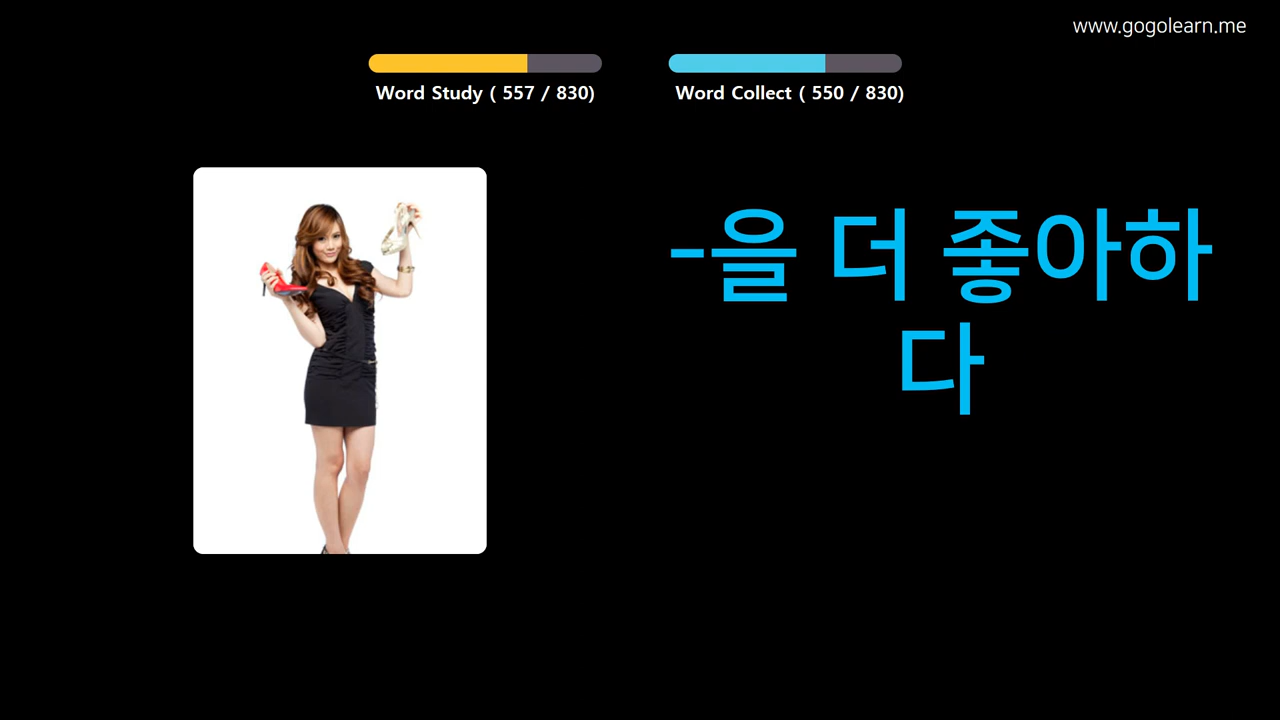 www.gogolearn.me
Word Study ( 557 / 830)
Word Collect ( 550 / 830)
-을 더 좋아하
다